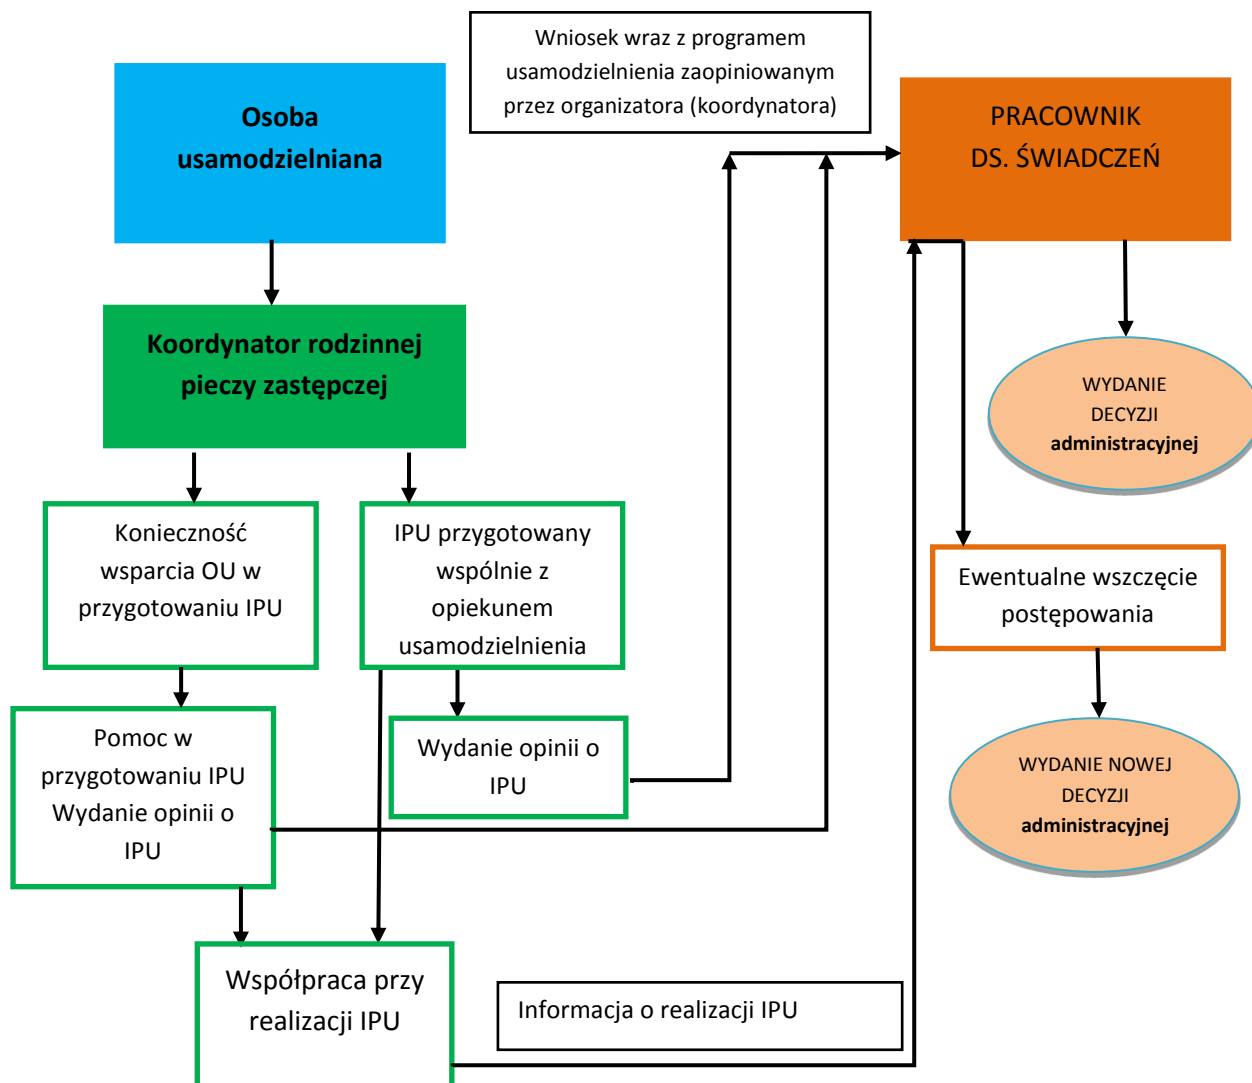 Wniosek wraz z programem
usamodzielnienia zaopiniowanym
przez organizatora (koordynatora)
Osoba
usamodzielniana
PRACOWNIK
DS. ŚWIADCZEŃ
Koordynator rodzinnej
pieczy zastępczej
WYDANIE
DECYZJI
administracyjnej
Konieczność
wsparcia OU w
przygotowaniu IPU
IPU przygotowany
wspólnie z
opiekunem
usamodzielnienia
Ewentualne wszczęcie
postępowania
Pomoc w
przygotowaniu IPU
Wydanie opinii o
IPU
Wydanie opinii o
IPU
WYDANIE NOWEJ
DECYZJI
administracyjnej
Współpraca przy
realizacji IPU
Informacja o realizacji IPU